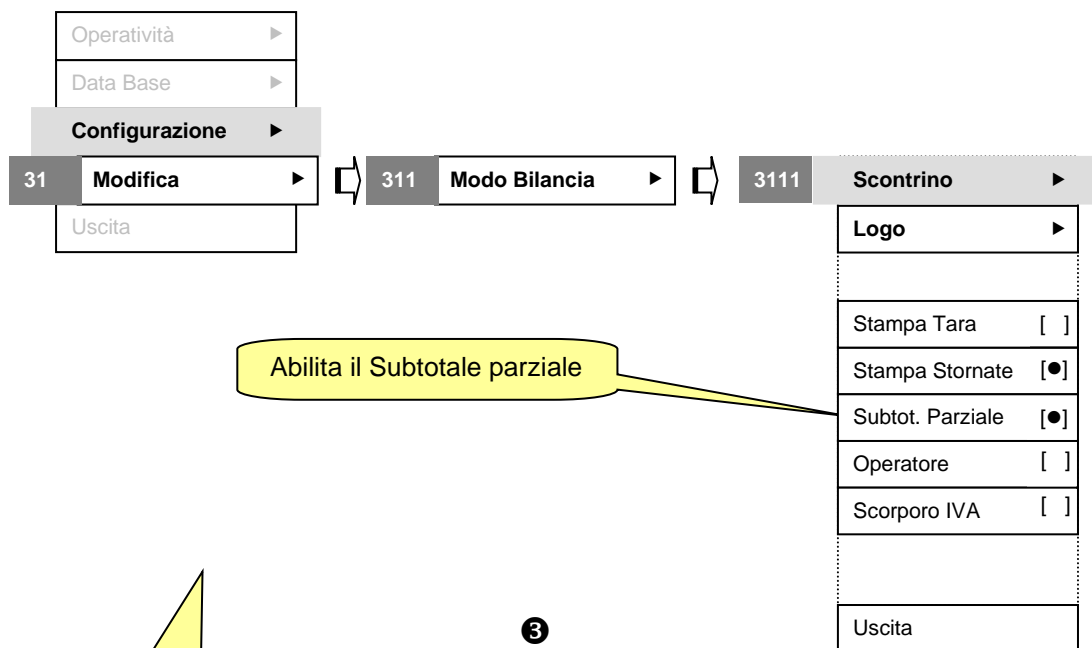 Operatività ►
Data Base ►
Configurazione ►
31 Modifica ► 311 Modo Bilancia ► 3111 Scontrino ►
Uscita
Logo ►
Stampa Tara [ ]
Abilita il Subtotale parziale
Stampa Stornate [●]
Subtot. Parziale [●]
Operatore [ ]
Scorporo IVA [ ]
❸
Uscita